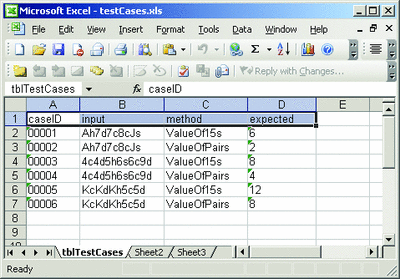 Microsoft Excel - testCases.xls
File Edit View Insert Format Tools Data Window Help
Reply with Changes...
tblTestCases fx caseID
A B C D E F
1 caseID input method expected
2 00001 Ah7d7c8cJs ValueOf15s 6
3 00002 Ah7d7c8cJs ValueOfPairs 2
4 00003 4c4d5h6s6c9d ValueOf15s 8
5 00004 4c4d5h6s6c9d ValueOfPairs 4
6 00005 KcKdKh5c5d ValueOf15s 12
7 00006 KcKdKh5c5d ValueOfPairs 8
8
9
tblTestCases Sheet2 Sheet3
Ready